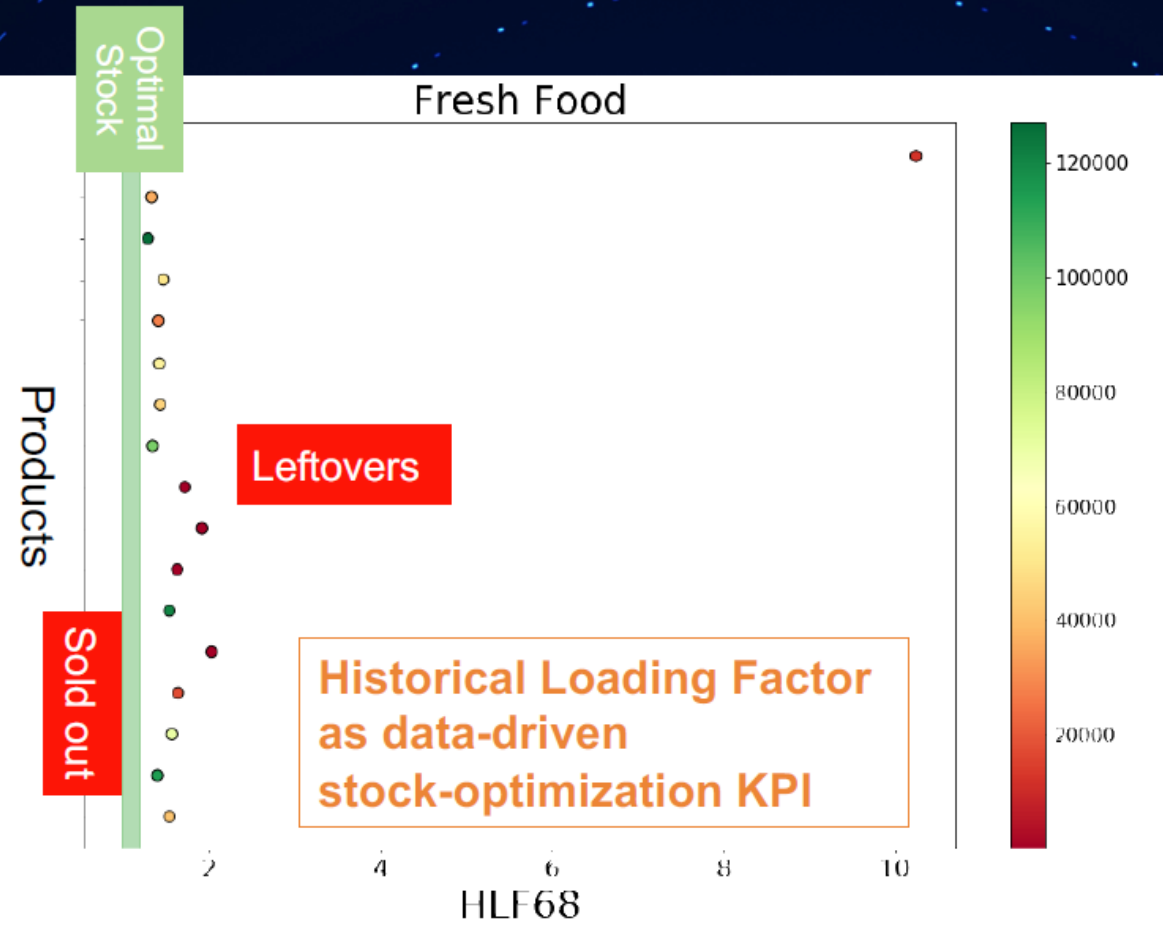 Optimal
Stock
Fresh Food
120000
100000
80000
60000
40000
20000
Products
Leftovers
Sold out
Historical Loading Factor
as data-driven
stock-optimization KPI
2
4
6
8
10
HLF68